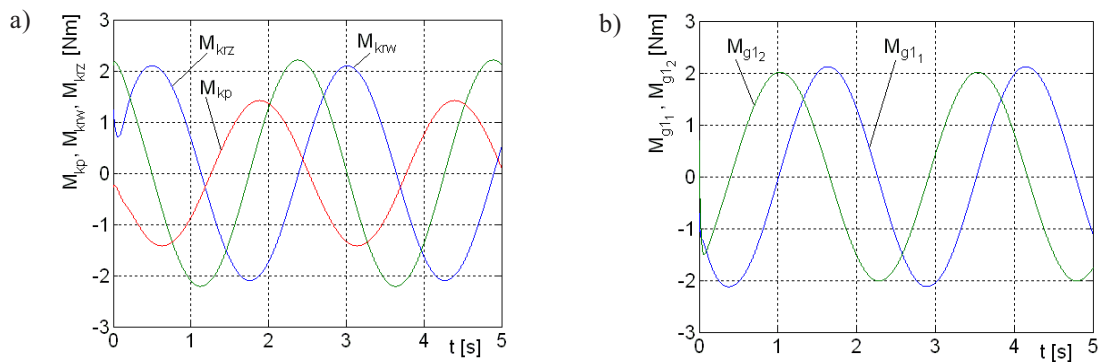 a)
M_krz
M_krw
M_kp
M_kp, M_krw, M_krz [Nm]
3
2
1
0
-1
-2
-3
0 1 2 3 4 5
t [s]
b)
M_g1_2
M_g1_1
M_g1_1, M_g1_2 [Nm]
3
2
1
0
-1
-2
-3
0 1 2 3 4 5
t [s]